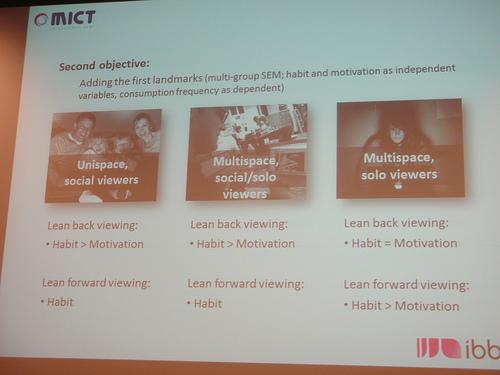 MICT
Second objective:
Adding the first landmarks (multi-group SEM; habit and motivation as independent
variables, consumption frequency as dependent)
Unispace,
social viewers
Multispace,
social/solo
viewers
Multispace,
solo viewers
Lean back viewing:
• Habit > Motivation
Lean forward viewing:
• Habit
Lean back viewing:
• Habit > Motivation
Lean forward viewing:
• Habit
Lean back viewing:
• Habit = Motivation
Lean forward viewing:
• Habit > Motivation
ibb